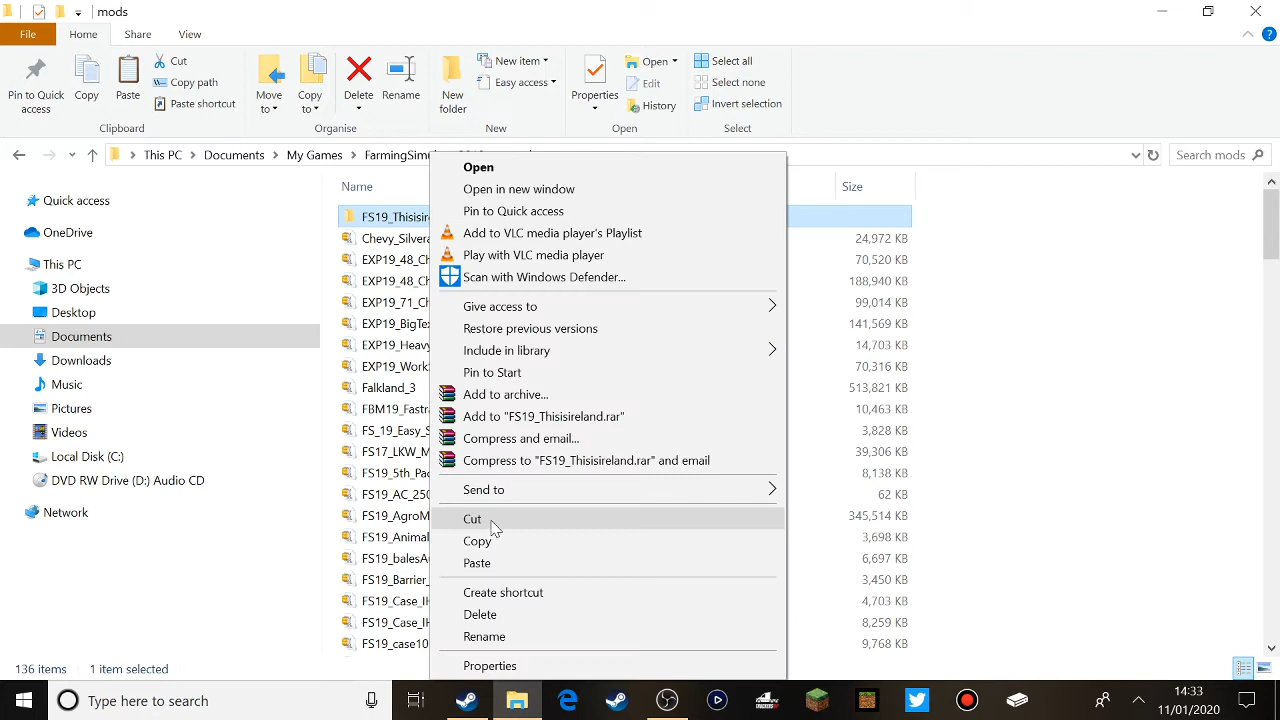 mods
File Home Share View
Pin to Quick access
Copy
Paste
Cut
Copy path
Paste shortcut
Clipboard
Move to
Copy to
Delete
Rename
Organise
New folder
New item
Easy access
New
Properties
Open
Edit
History
Open
Select all
Select none
Invert selection
Select
This PC > Documents > My Games >
Search mods
Quick access
OneDrive
This PC
3D Objects
Desktop
Documents
Downloads
Music
Pictures
Videos
Local Disk (C:)
DVD RW Drive (D:) Audio CD
Network
Name Size
FS19_Thisisir
Chevy_Silvera 24,972 KB
EXP19_48_Ch 70,520 KB
EXP19_48_Ch 188,940 KB
EXP19_71_Ch 99,014 KB
EXP19_BigTex 141,569 KB
EXP19_Heavy 14,703 KB
EXP19_Work 70,316 KB
Falkland_3 513,821 KB
FBM19_Fastra 10,463 KB
FS_19_Easy_S 3,828 KB
FS17_LKW_M 39,306 KB
FS19_5th_Pac 8,138 KB
FS19_AC_250 62 KB
FS19_AgroM 345,514 KB
FS19_Animal 3,698 KB
FS19_balesA 6,697 KB
FS19_Barrier_ 3,450 KB
FS19_Case_IH 4,703 KB
FS19_Case_IH 8,259 KB
FS19_case10 9,768 KB
Open
Open in new window
Pin to Quick access
Add to VLC media player's Playlist
Play with VLC media player
Scan with Windows Defender...
Give access to
Restore previous versions
Include in library
Pin to Start
Add to archive...
Add to "FS19_Thisisireland.rar"
Compress and email...
Compress to "FS19_Thisisireland.rar" and email
Send to
Cut
Copy
Paste
Create shortcut
Delete
Rename
Properties
136 items 1 item selected
Type here to search
14:33
11/01/2020